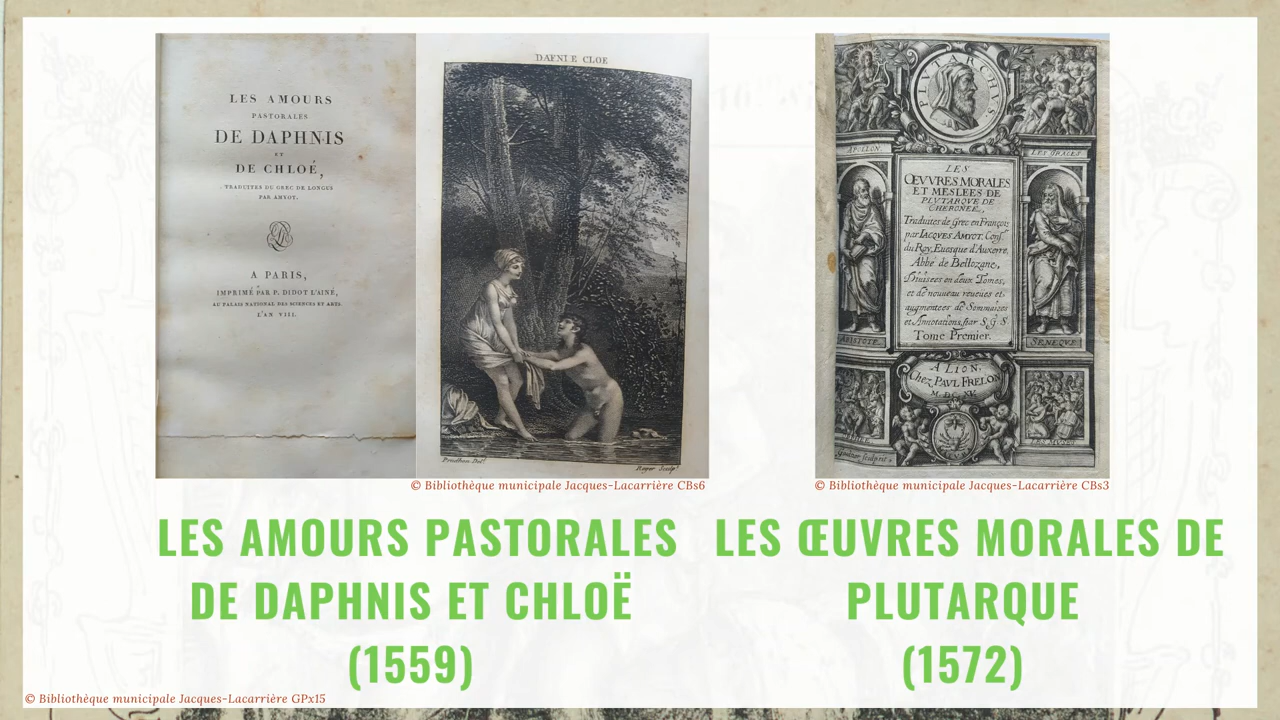 LES AMOURS
PASTORALES
DE DAPHNIS
ET
DE CHLOÉ,
TRADUITES DU GREC DE LONGUS
PAR AMYOT.
A PARIS,
IMPRIMÉ PAR P. DIDOT L'AINÉ,
AU PALAIS NATIONAL DES SCIENCES ET ARTS.
L'AN VIII.
DAFNI E CLOE
Prudhon Del.
Roger Sculp.
© Bibliothèque municipale Jacques-Lacarrière CBs6
LES AMOURS PASTORALES
DE DAPHNIS ET CHLOË
(1559)
PLVTARCHVS
APOLLON.
LES GRACES
LES
ŒVVRES MORALES
ET MESLEES DE
PLVTARQVE DE
CHERONEE,
Traduites de Grec en François
par IACQVES AMYOT, Cons.
du Roy, Euesque d'Auxerre,
Abbé de Bellozane,
Diuisees en deux Tomes,
et de nouueau reueues et
augmentees de Sommaires
et Annotations par S. G. S.
Tome Premier.
ARISTOTE.
SENEQVE
A LION,
Chez PAVL FRELON
LES MVSES
© Bibliothèque municipale Jacques-Lacarrière CBs3
LES ŒUVRES MORALES DE
PLUTARQUE
(1572)
© Bibliothèque municipale Jacques-Lacarrière GPx15